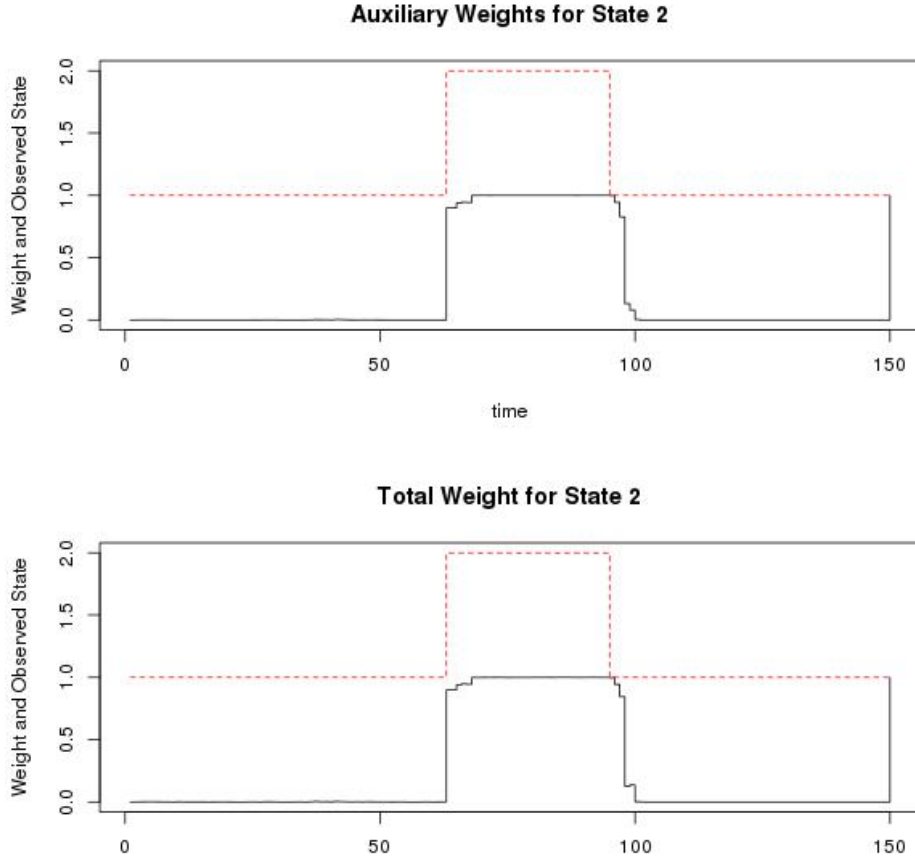 Auxiliary Weights for State 2
Weight and Observed State
2.0
1.5
1.0
0.5
0.0
0 50 100 150
time
Total Weight for State 2
Weight and Observed State
2.0
1.5
1.0
0.5
0.0
0 50 100 150